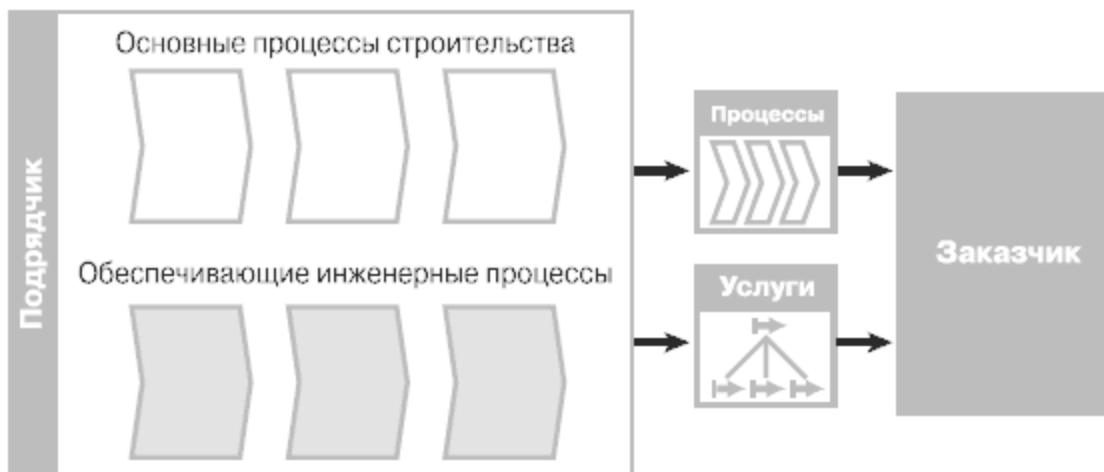 Подрядчик
Основные процессы строительства
Обеспечивающие инженерные процессы
Процессы
Услуги
Заказчик